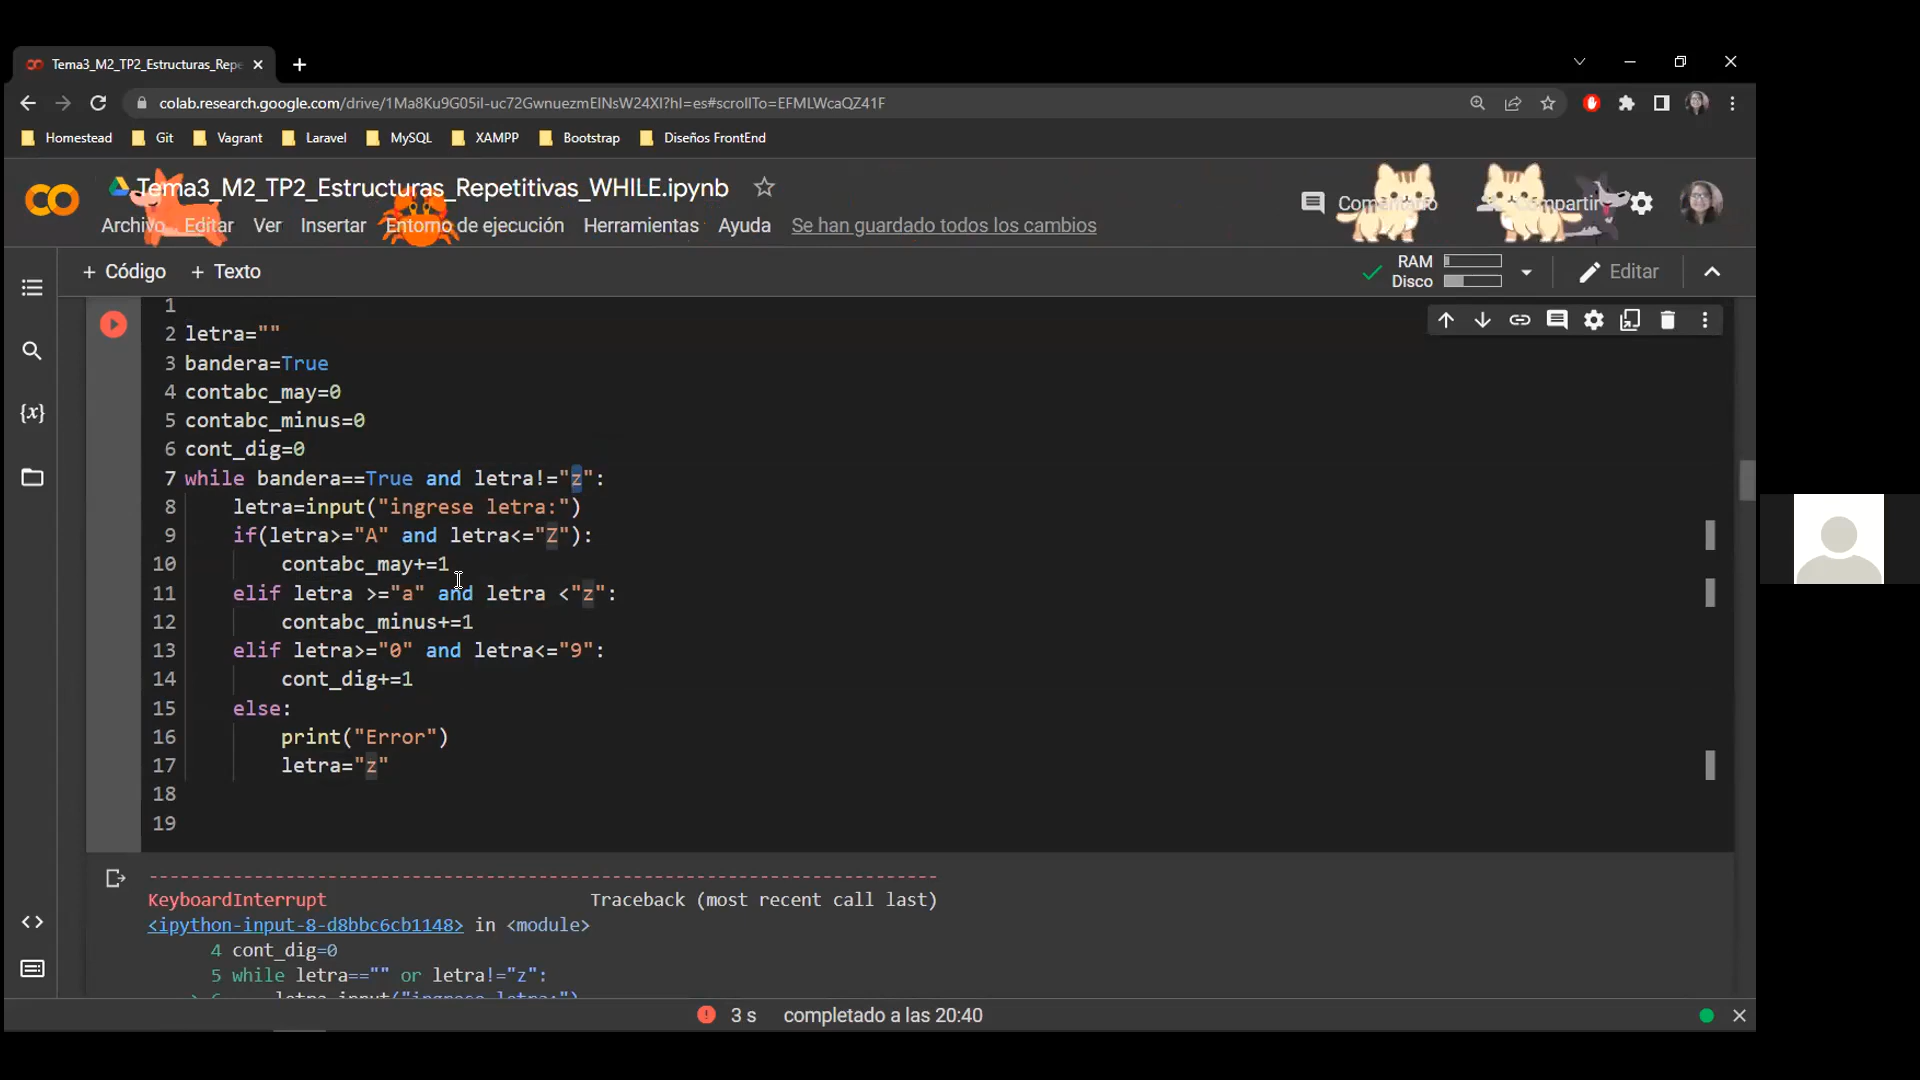 Tema3_M2_TP2_Estructuras_Repe
colab.research.google.com/drive/1Ma8Ku9G05iI-uc72GwnuezmElNsW24XI?hl=es#scrollTo=EFMLWcaQZ41F
Homestead Git Vagrant Laravel MySQL XAMPP Bootstrap Diseños FrontEnd
Tema3_M2_TP2_Estructuras_Repetitivas_WHILE.ipynb
Comentario Compartir
Archivo Editar Ver Insertar Entorno de ejecución Herramientas Ayuda Se han guardado todos los cambios
+ Código + Texto
RAM
Disco
Editar
1
2 letra=""
3 bandera=True
4 contabc_may=0
5 contabc_minus=0
6 cont_dig=0
7 while bandera==True and letra!="z":
8 letra=input("ingrese letra:")
9 if(letra>="A" and letra<="Z"):
10 contabc_may+=1
11 elif letra >="a" and letra <"z":
12 contabc_minus+=1
13 elif letra>="0" and letra<="9":
14 cont_dig+=1
15 else:
16 print("Error")
17 letra="z"
18
19
{x}
KeyboardInterrupt Traceback (most recent call last)
<ipython-input-8-d8bbc6cb1148> in <module>
4 cont_dig=0
5 while letra=="" or letra!="z":
3 s completado a las 20:40